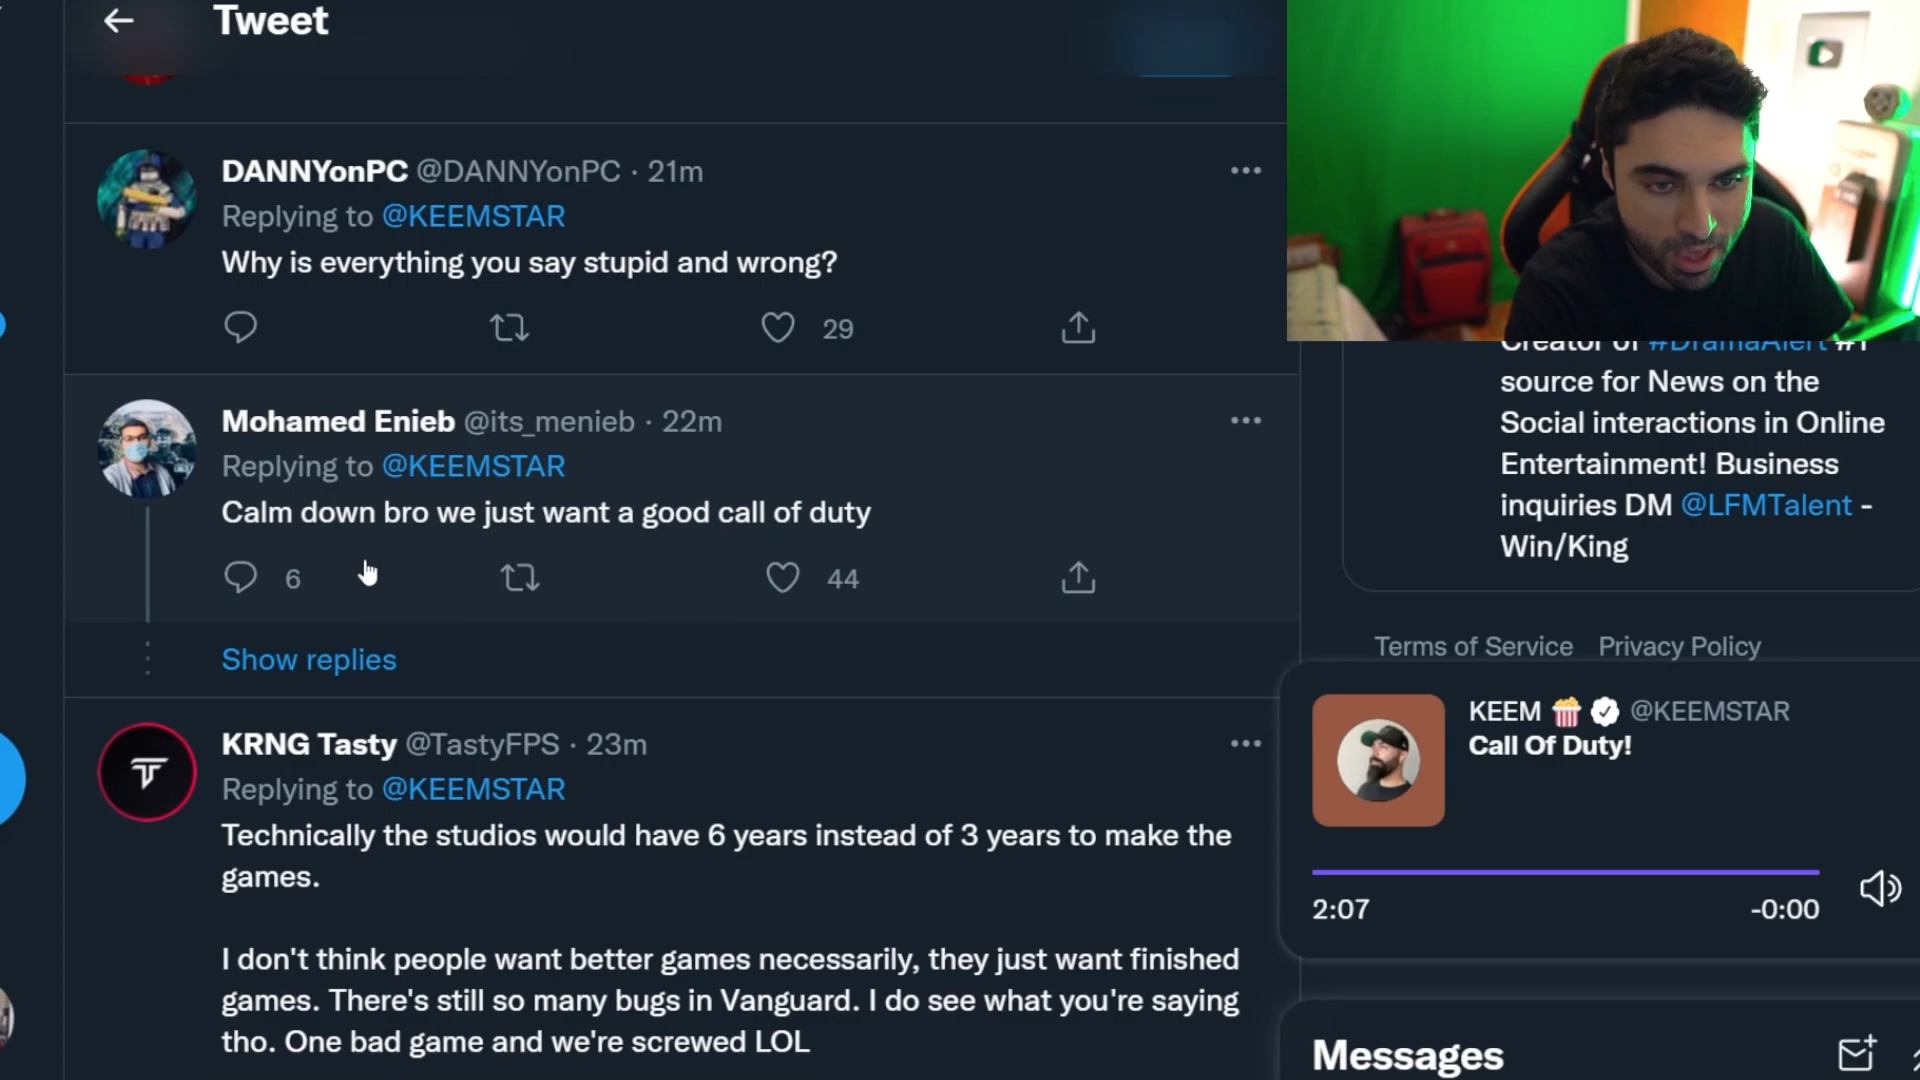 Tweet
DANNYonPC @DANNYonPC · 21m
Replying to @KEEMSTAR
Why is everything you say stupid and wrong?
29
Mohamed Enieb @its_menieb · 22m
Replying to @KEEMSTAR
Calm down bro we just want a good call of duty
6 44
Show replies
KRNG Tasty @TastyFPS · 23m
Replying to @KEEMSTAR
Technically the studios would have 6 years instead of 3 years to make the
games.
I don't think people want better games necessarily, they just want finished
games. There's still so many bugs in Vanguard. I do see what you're saying
tho. One bad game and we're screwed LOL
Creator of #DramaAlert #1
source for News on the
Social interactions in Online
Entertainment! Business
inquiries DM @LFMTalent -
Win/King
Terms of Service Privacy Policy
KEEM 🍿 @KEEMSTAR
Call Of Duty!
2:07 -0:00
Messages